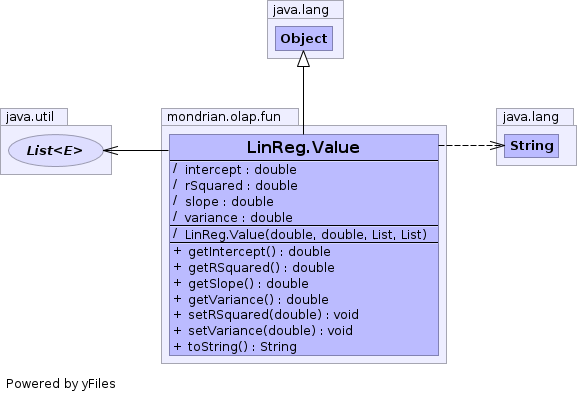 java.lang
Object
java.util
List<E>
mondrian.olap.fun
java.lang
String
LinReg.Value
/ intercept : double
/ rSquared : double
/ slope : double
/ variance : double
/ LinReg.Value(double, double, List, List)
+ getIntercept() : double
+ getRSquared() : double
+ getSlope() : double
+ getVariance() : double
+ setRSquared(double) : void
+ setVariance(double) : void
+ toString() : String
Powered by yFiles